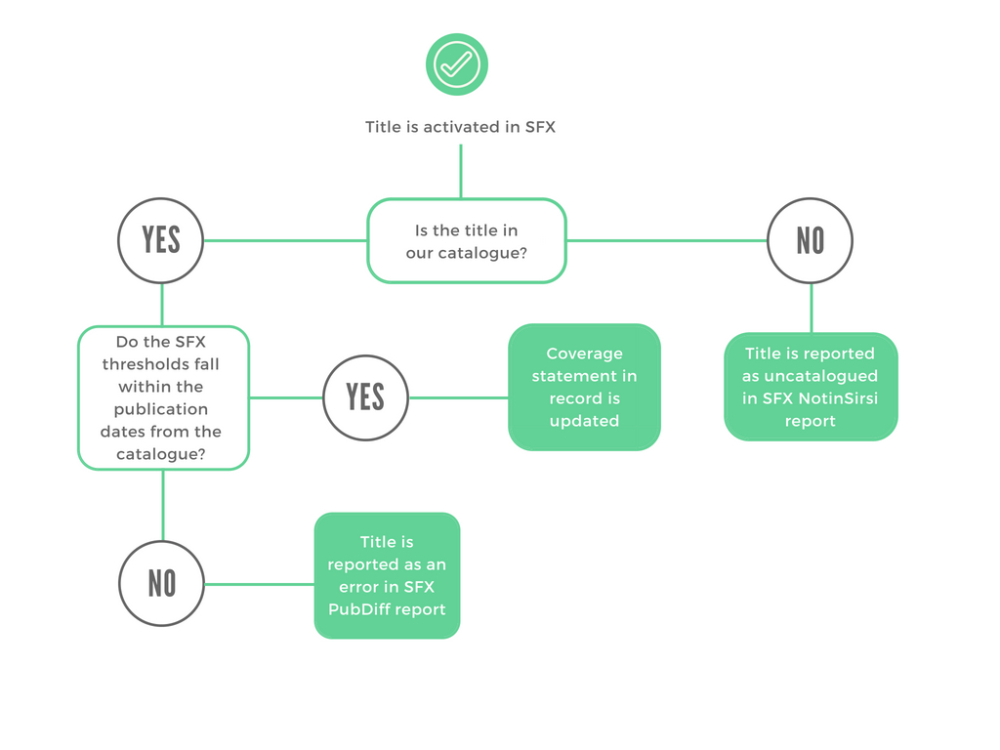 Title is activated in SFX
YES
Is the title in
our catalogue?
NO
Do the SFX
thresholds fall
within the
publication
dates from the
catalogue?
YES
Coverage
statement in
record is
updated
Title is reported
as uncatalogued
in SFX NotinSirsi
report
NO
Title is
reported as an
error in SFX
PubDiff report